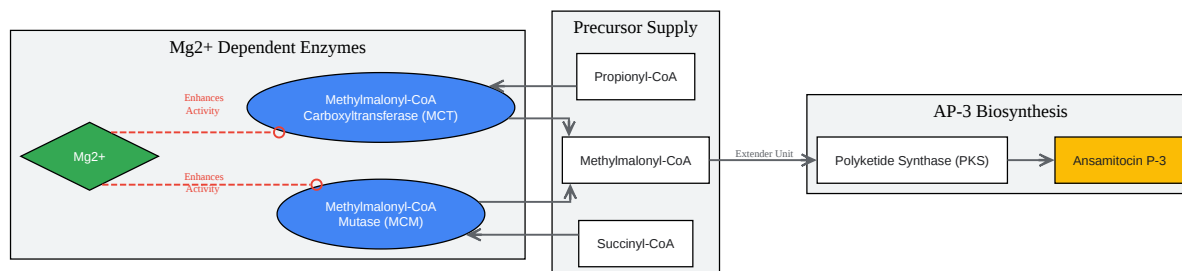 Mg2+ Dependent Enzymes
Precursor Supply
AP-3 Biosynthesis
Mg2+
Enhances
Activity
Enhances
Activity
Methylmalonyl-CoA
Carboxyltransferase (MCT)
Methylmalonyl-CoA
Mutase (MCM)
Propionyl-CoA
Methylmalonyl-CoA
Succinyl-CoA
Extender Unit
Polyketide Synthase (PKS)
Ansamitocin P-3